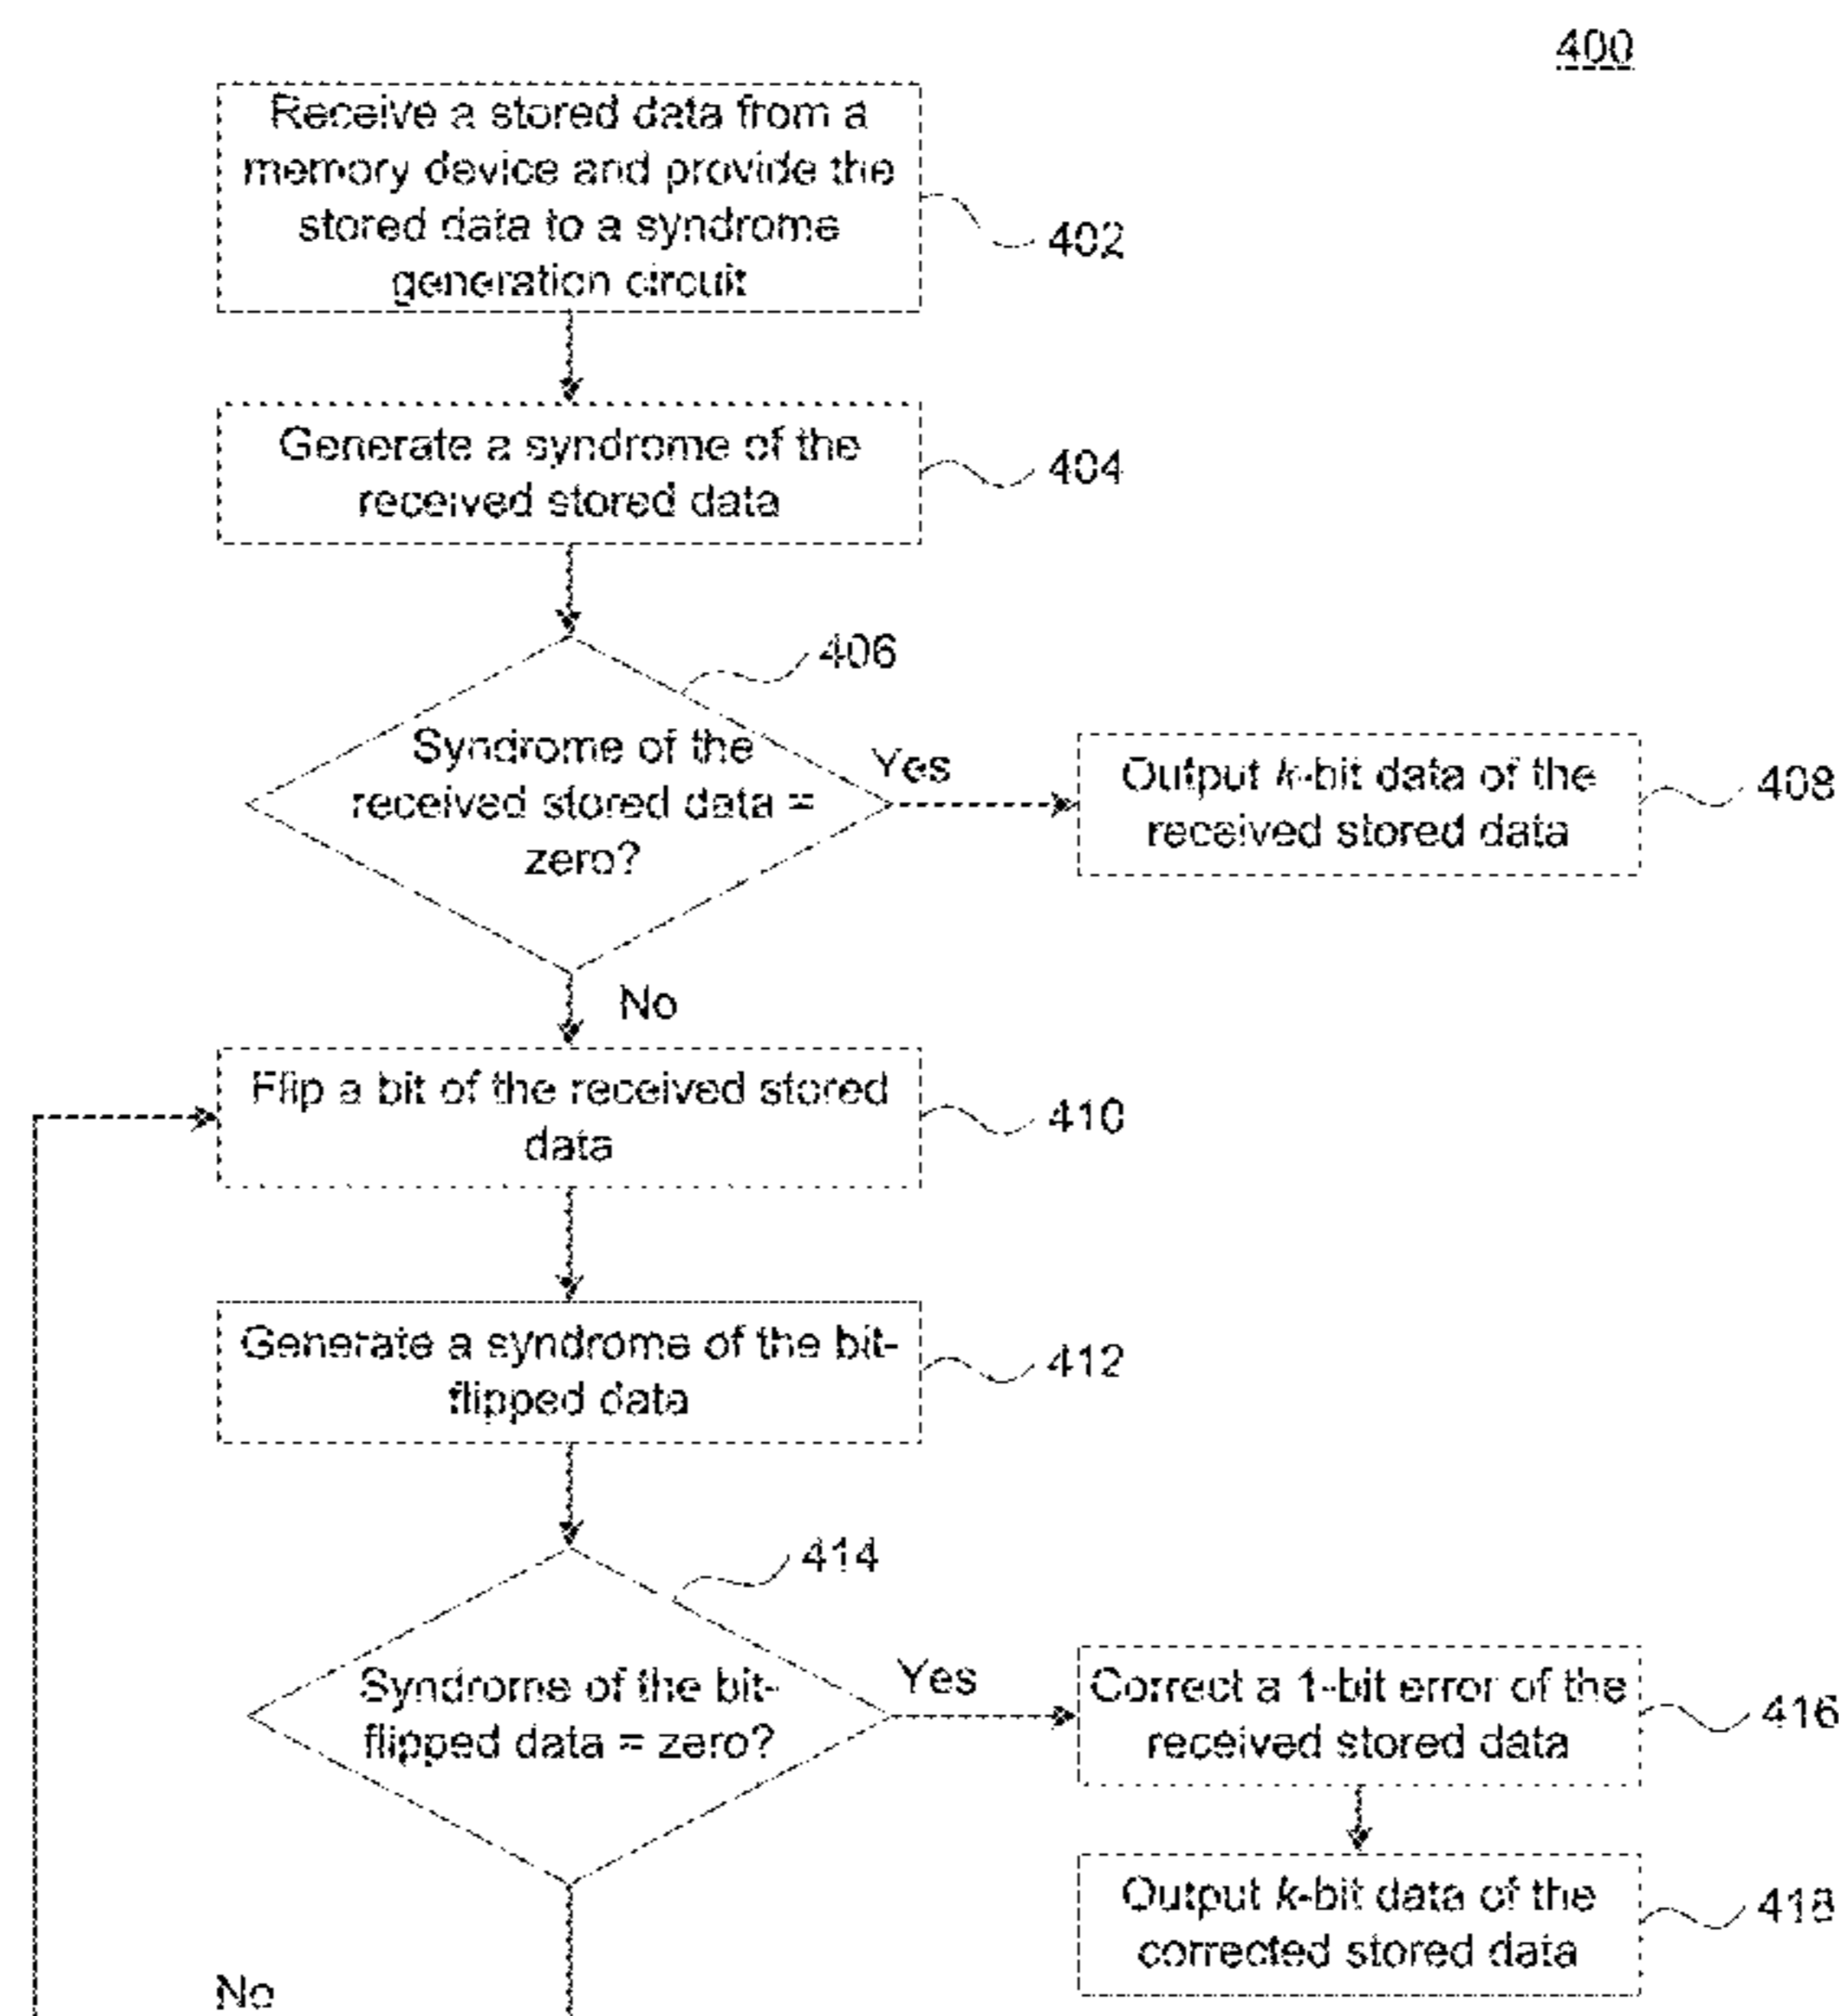 400
Receive a stored data from a
memory device and provide the
stored data to a syndrome
generation circuit
402
Generate a syndrome of the
received stored data
404
406
Syndrome of the
received stored data =
zero?
Yes
Output k-bit data of the
received stored data
408
No
Flip a bit of the received stored
data
410
Generate a syndrome of the bit-
flipped data
412
414
Syndrome of the bit-
flipped data = zero?
Yes
Correct a 1-bit error of the
received stored data
416
Output k-bit data of the
corrected stored data
418
No